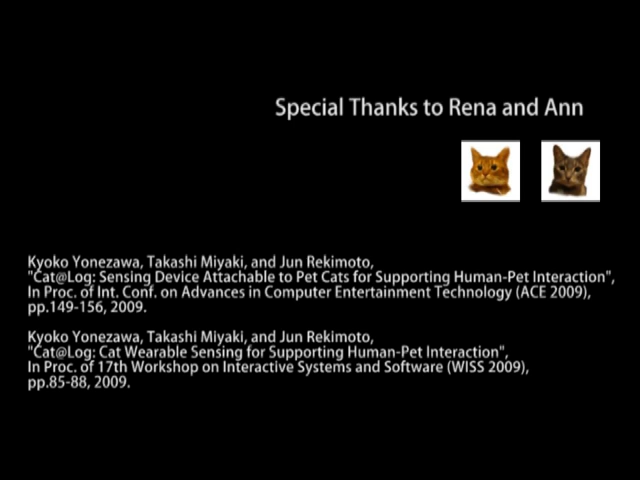 Special Thanks to Rena and Ann
Kyoko Yonezawa, Takashi Miyaki, and Jun Rekimoto,
"Cat@Log: Sensing Device Attachable to Pet Cats for Supporting Human-Pet Interaction",
In Proc. of Int. Conf. on Advances in Computer Entertainment Technology (ACE 2009),
pp.149-156, 2009.
Kyoko Yonezawa, Takashi Miyaki, and Jun Rekimoto,
"Cat@Log: Cat Wearable Sensing for Supporting Human-Pet Interaction",
In Proc. of 17th Workshop on Interactive Systems and Software (WISS 2009),
pp.85-88, 2009.